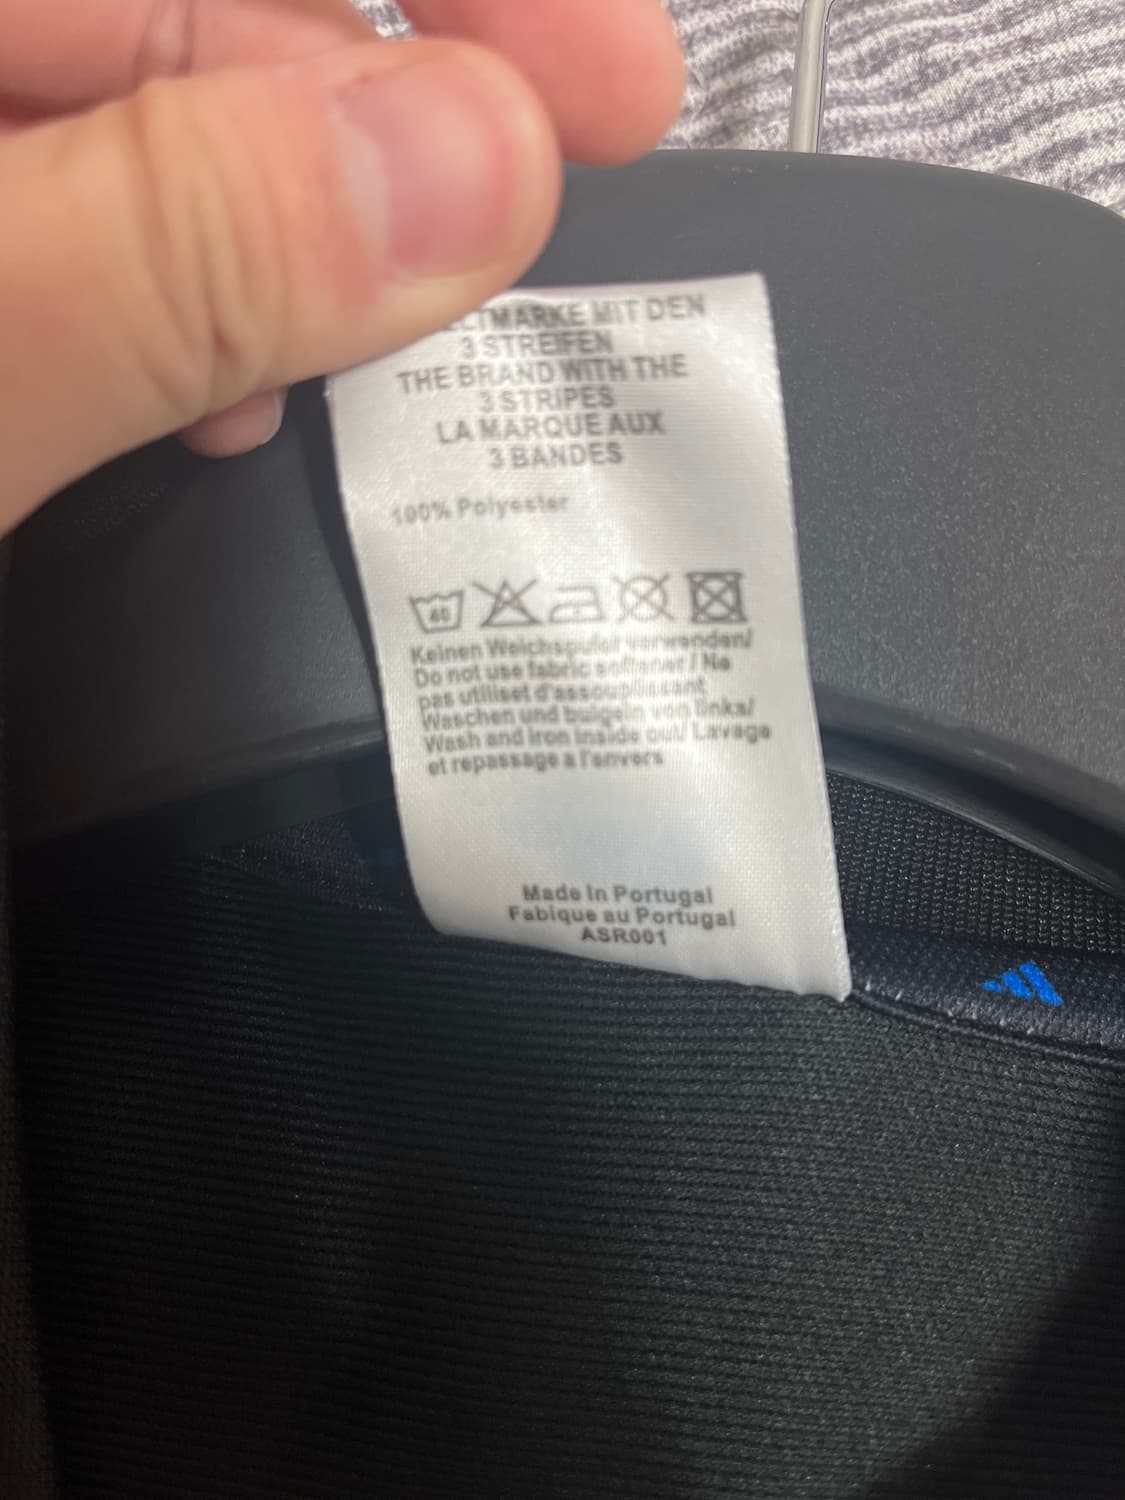 MARKE MIT DEN
3 STREIFEN
THE BRAND WITH THE
3 STRIPES
LA MARQUE AUX
3 BANDES
100% Polyester
40
Keinen Weichspüler verwenden/
Do not use fabric softener / Ne
pas utiliset d'assouplissant
Waschen und bulgeln von links/
Wash and iron inside out/ Lavage
et repassage a l'envers
Made In Portugal
Fabique au Portugal
ASR001